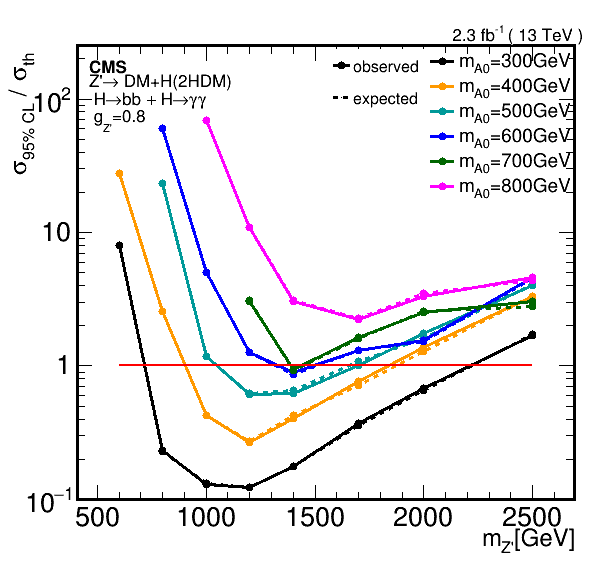 2.3 fb⁻¹ ( 13 TeV )
CMS
Z'→ DM+H(2HDM)
H→bb + H→γγ
g_Z'=0.8
observed
expected
m_A0=300GeV
m_A0=400GeV
m_A0=500GeV
m_A0=600GeV
m_A0=700GeV
m_A0=800GeV
σ_95% CL / σ_th
10²
10
1
10⁻¹
500 1000 1500 2000 2500
m_Z'[GeV]